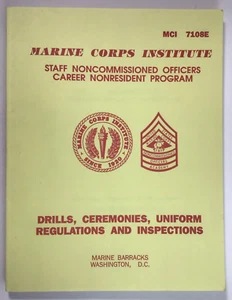 MCI 7108E
MARINE CORPS INSTITUTE
STAFF NONCOMMISSIONED OFFICERS
CAREER NONRESIDENT PROGRAM
MARINE CORPS INSTITUTE
SINCE 1920
DRILLS, CEREMONIES, UNIFORM
REGULATIONS AND INSPECTIONS
MARINE BARRACKS
WASHINGTON, D.C.